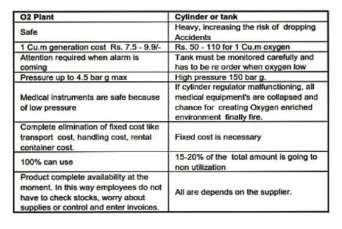 O2 Plant Cylinder or tank
Safe Heavy, increasing the risk of dropping
Accidents
1 Cu.m generation cost Rs. 7.5 - 9.9/- Rs. 50 - 110 for 1 Cu.m oxygen
Attention required when alarm is
coming
Tank must be monitored carefully and
has to be re order when oxygen low
Pressure up to 4.5 bar g max High pressure 150 bar g.
Medical instruments are safe because
of low pressure
If cylinder regulator malfunctioning, all
medical equipment's are collapsed and
chance for creating Oxygen enriched
environment finally fire.
Complete elimination of fixed cost like
transport cost, handling cost, rental
container cost.
Fixed cost is necessary
100% can use
15-20% of the total amount is going to
non utilization
Product complete availability at the
moment. In this way employees do not
have to check stocks, worry about
supplies or control and enter invoices.
All are depends on the supplier.